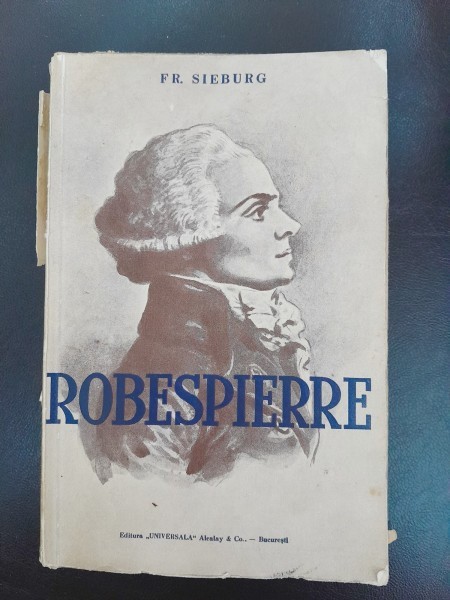 FR. SIEBURG
ROBESPIERRE
Editura „UNIVERSALA" Alcalay & Co.. — Bucureşti